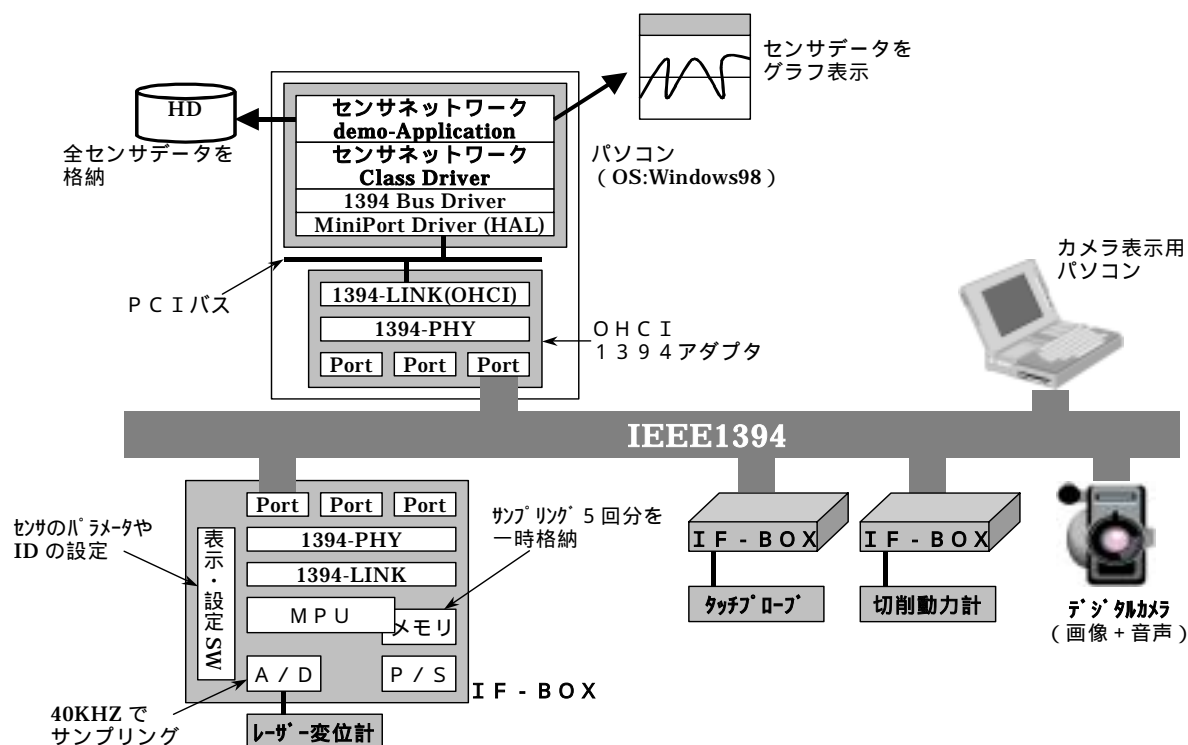 センサデータを
グラフ表示
HD
全センサデータを
格納
センサネットワーク
demo-Application
センサネットワーク
Class Driver
1394 Bus Driver
MiniPort Driver (HAL)
パソコン
（OS:Windows98）
ＰＣＩバス
1394-LINK(OHCI)
1394-PHY
Port Port Port
ＯＨＣＩ
１３９４アダプタ
カメラ表示用
パソコン
IEEE1394
ｾﾝｻのﾊﾟﾗﾒｰﾀや
ID の設定
表示・設定 SW
Port Port Port
1394-PHY
1394-LINK
ＭＰＵ
メモリ
ｻﾝﾌﾟﾘﾝｸﾞ 5 回分を
一時格納
Ａ／Ｄ
Ｐ／Ｓ
ＩＦ-ＢＯＸ
40KHZ で
サンプリング
ﾚｰｻﾞｰ変位計
ＩＦ-ＢＯＸ
ﾀｯﾁﾌﾟﾛｰﾌﾞ
ＩＦ-ＢＯＸ
切削動力計
ﾃﾞｼﾞﾀﾙｶﾒﾗ
（画像＋音声）